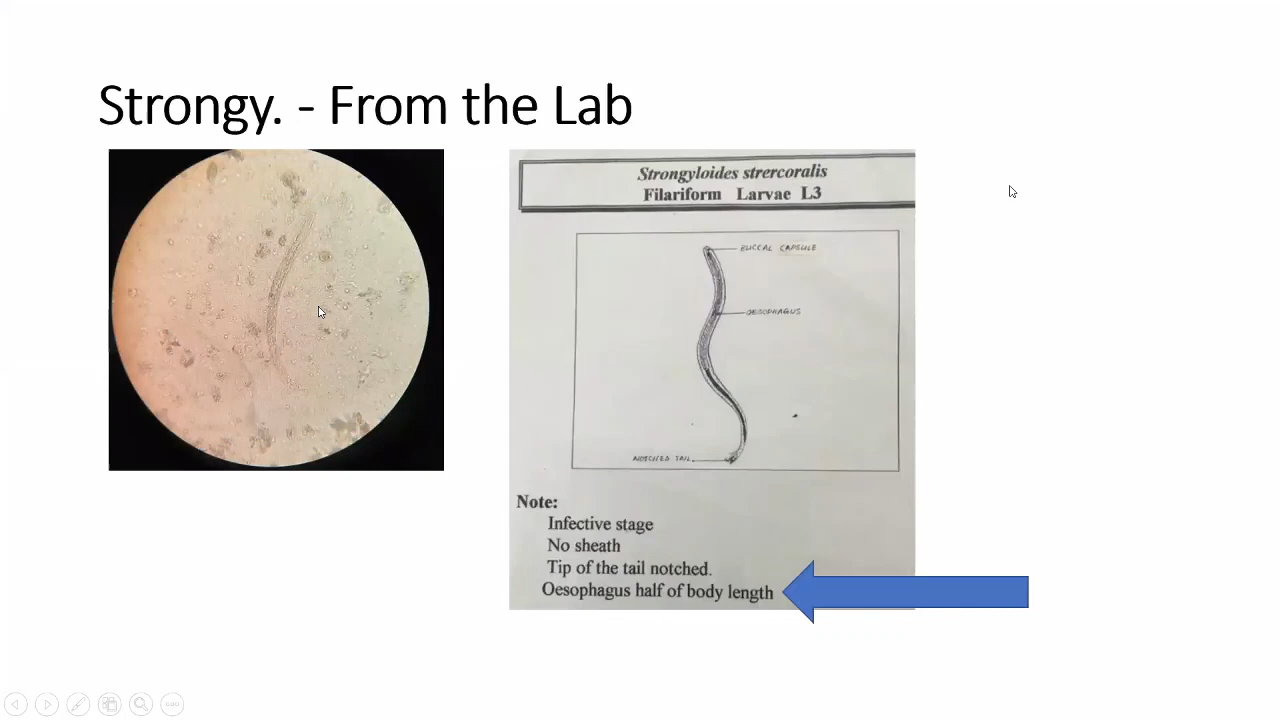 Strongy. - From the Lab
Strongyloides strercoralis
Filariform Larvae L3
BUCCAL CAPSULE
OESOPHAGUS
NOTCHED TAIL
Note:
Infective stage
No sheath
Tip of the tail notched.
Oesophagus half of body length